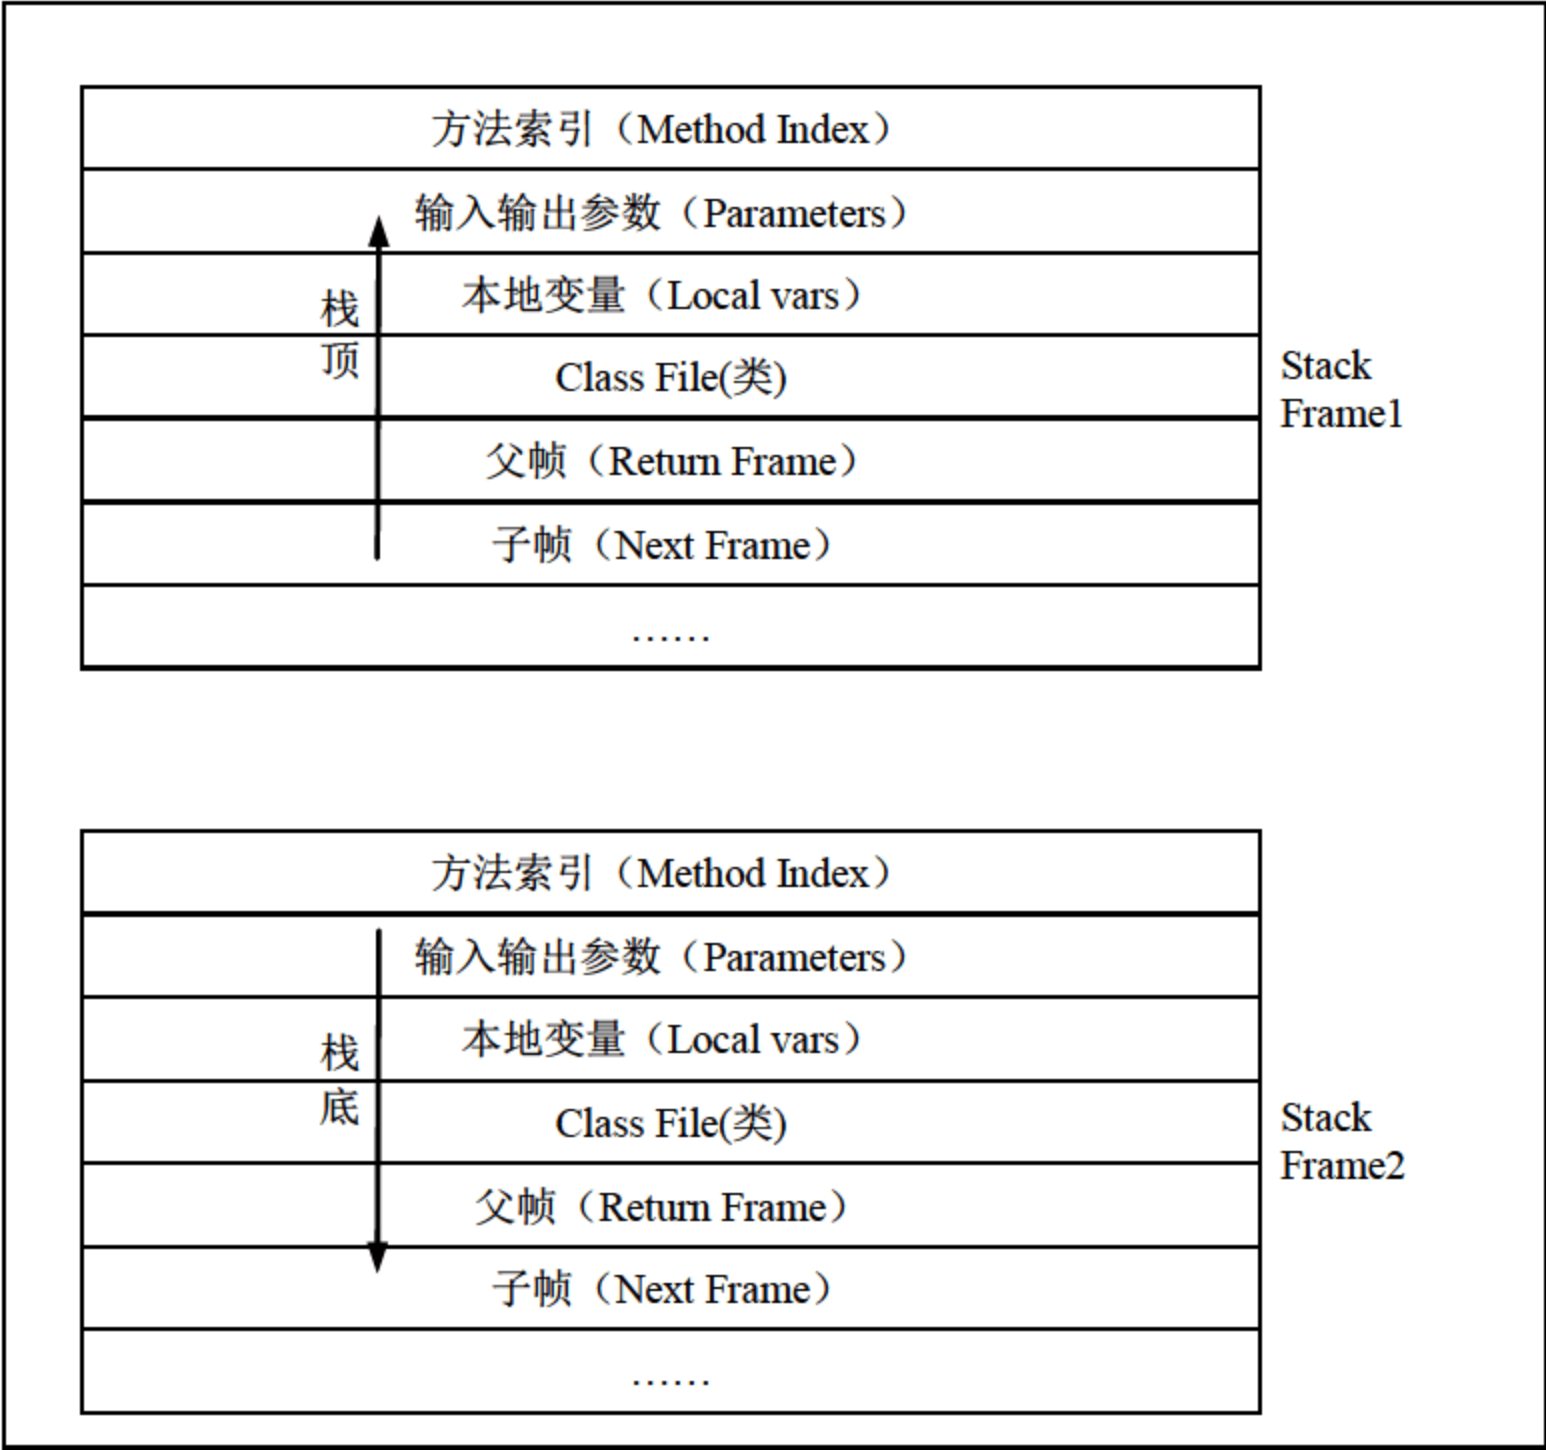 方法索引（Method Index）
输入输出参数（Parameters）
本地变量（Local vars）
栈
顶
Class File(类)
父帧（Return Frame）
子帧（Next Frame）
……
Stack
Frame1
方法索引（Method Index）
输入输出参数（Parameters）
本地变量（Local vars）
栈
底
Class File(类)
父帧（Return Frame）
子帧（Next Frame）
……
Stack
Frame2